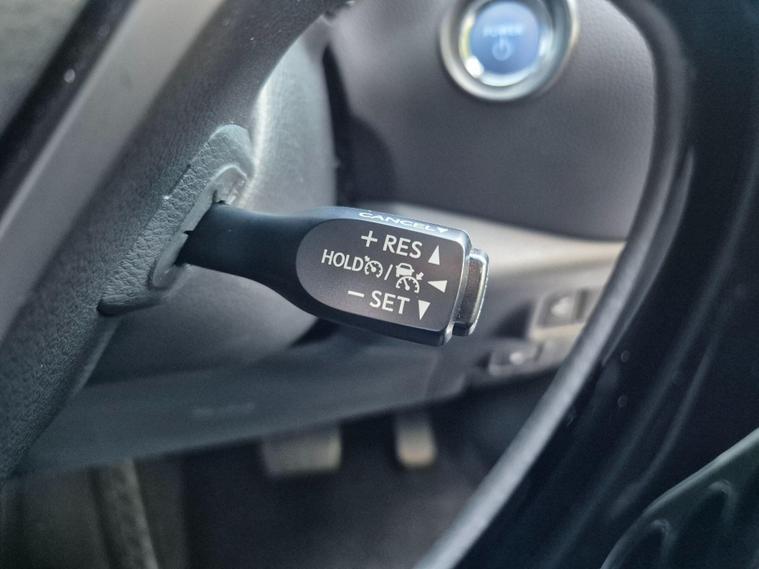 POWER
CANCEL▼
+ RES ▲
HOLD / ◄
− SET ▼